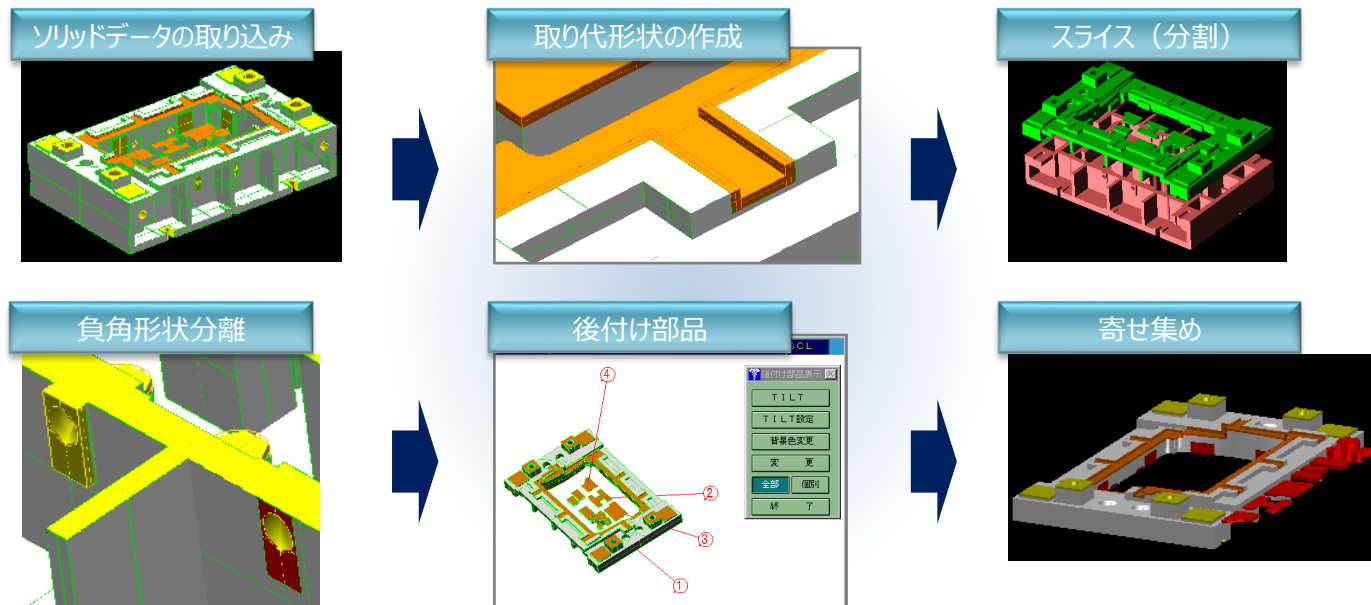 ソリッドデータの取り込み
取り代形状の作成
スライス（分割）
負角形状分離
後付け部品
寄せ集め
SCL
後付け部品表示
ＴＩＬＴ
ＴＩＬＴ設定
背景色変更
変　更
全部 個別
終　了
④
②
③
①